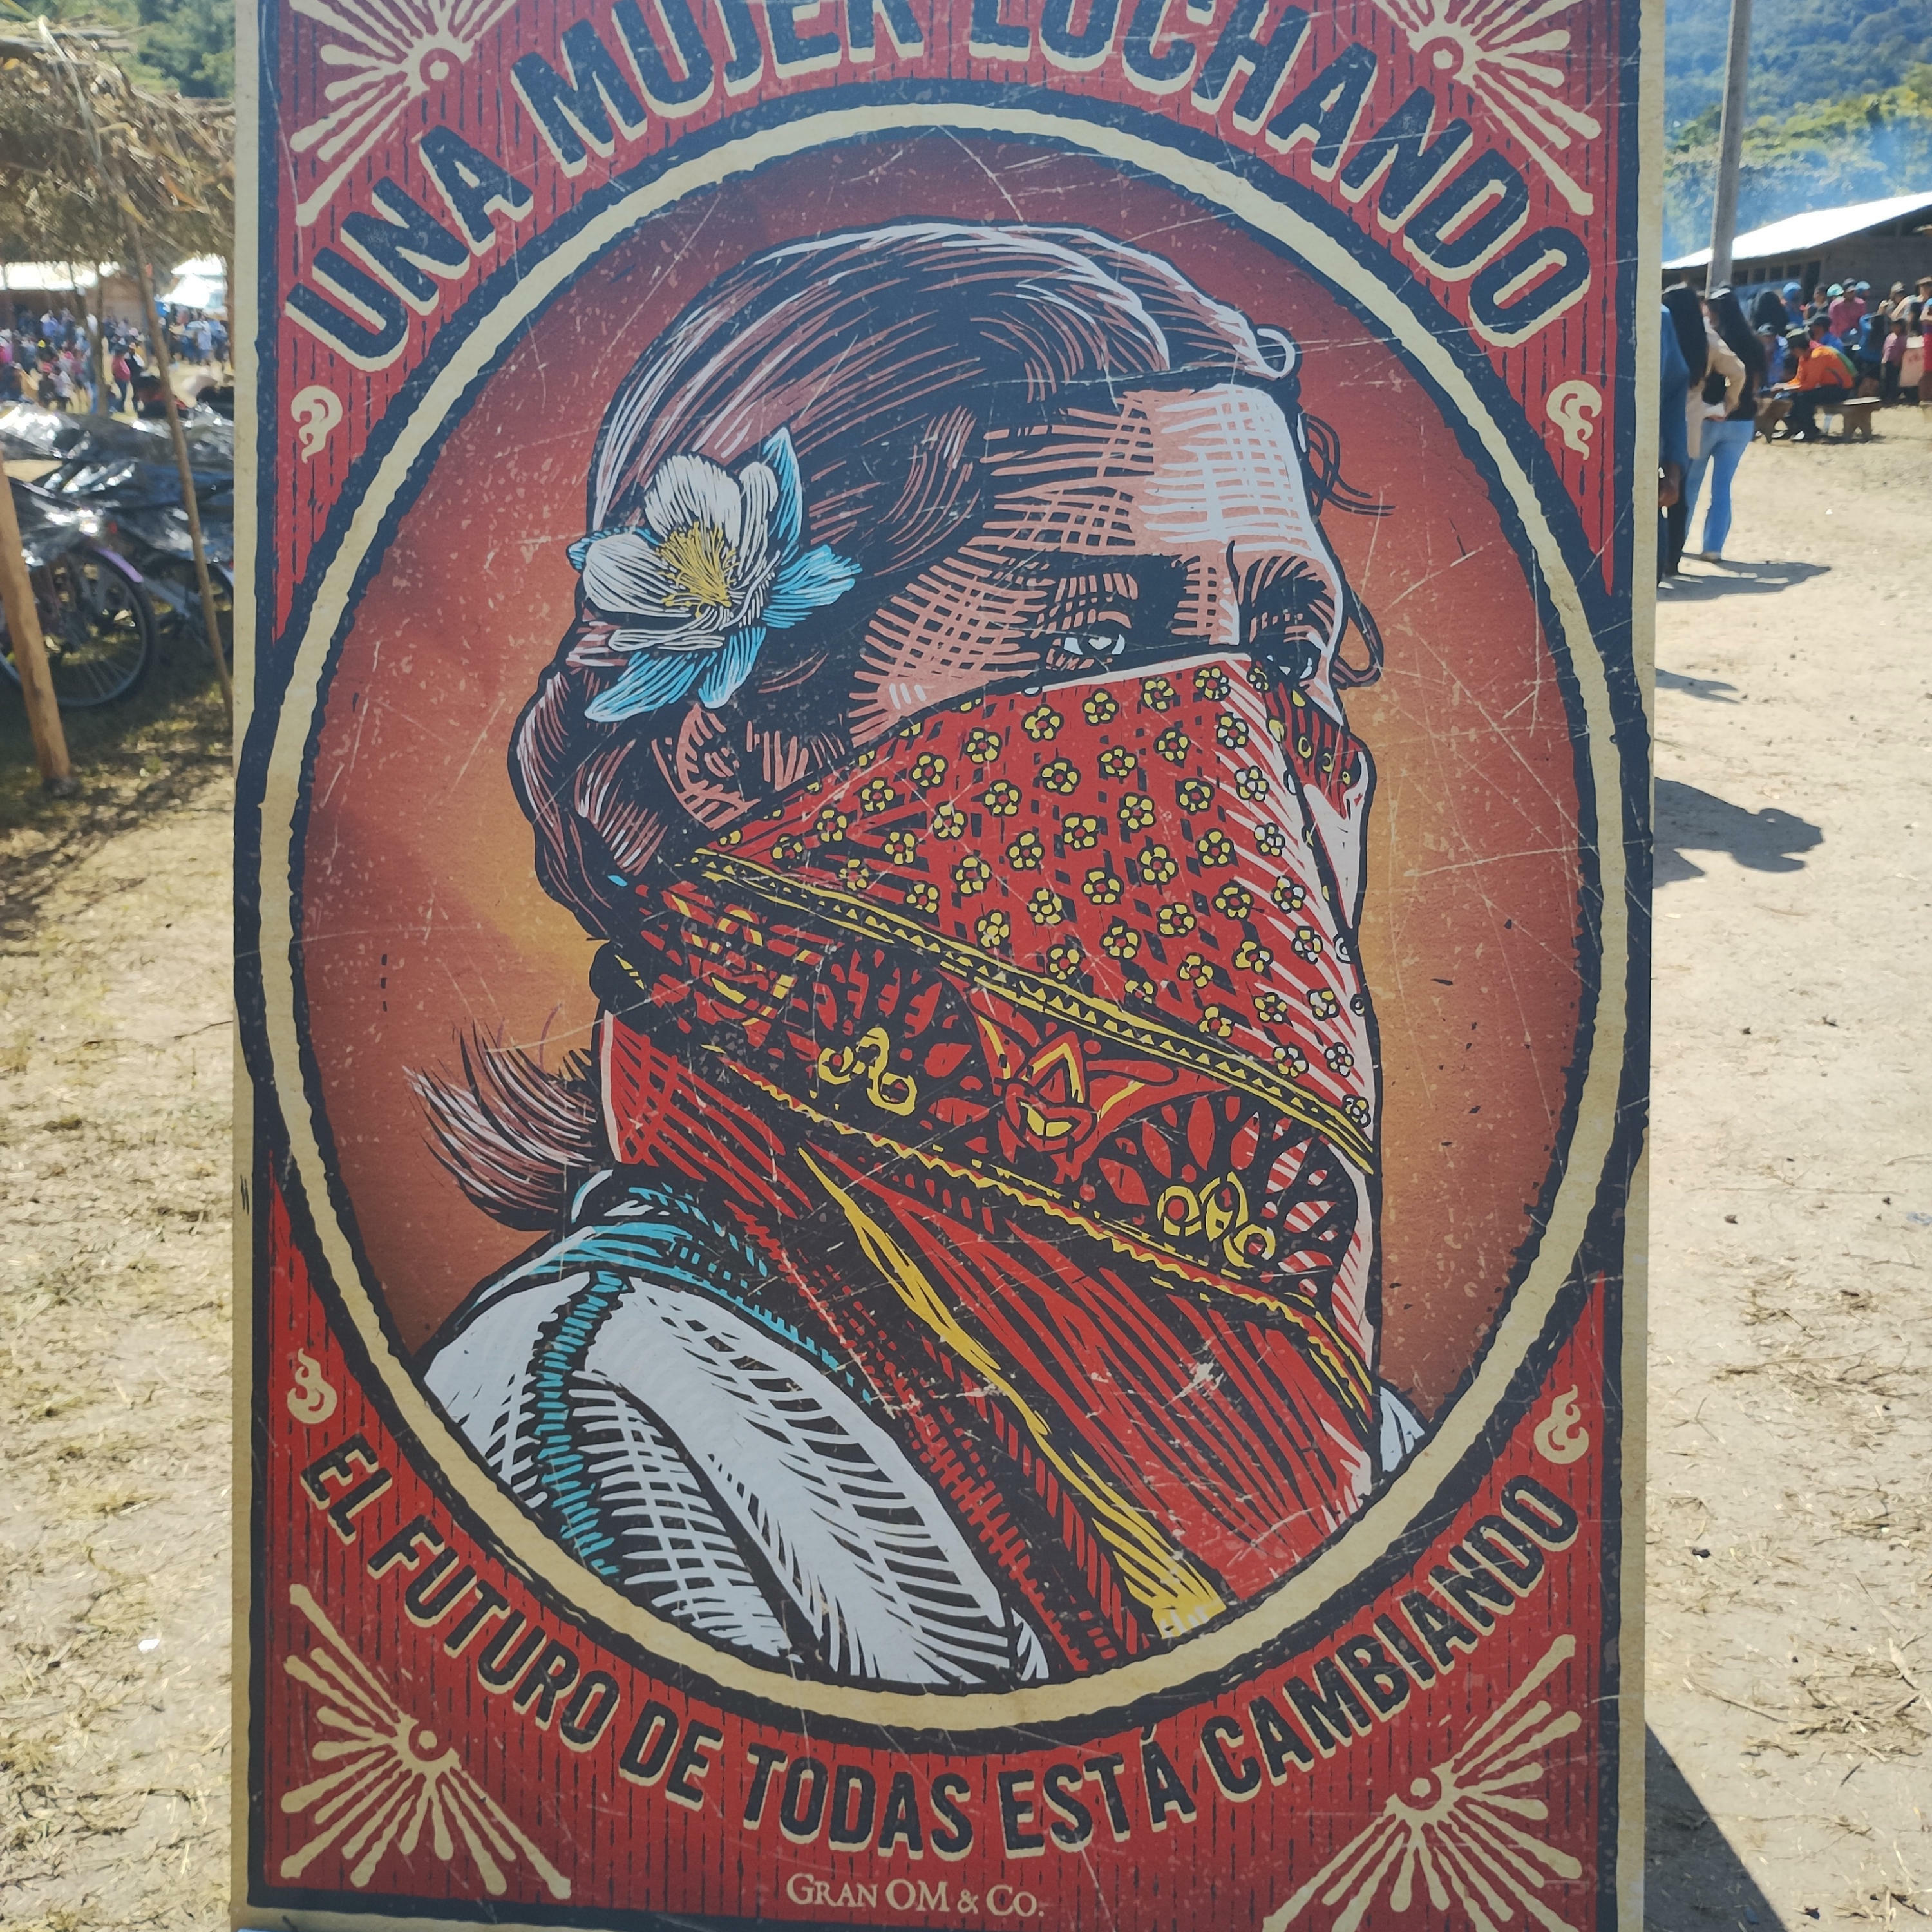 UNA MUJER LUCHANDO
EL FUTURO DE TODAS ESTÁ CAMBIANDO
GRAN OM & CO.